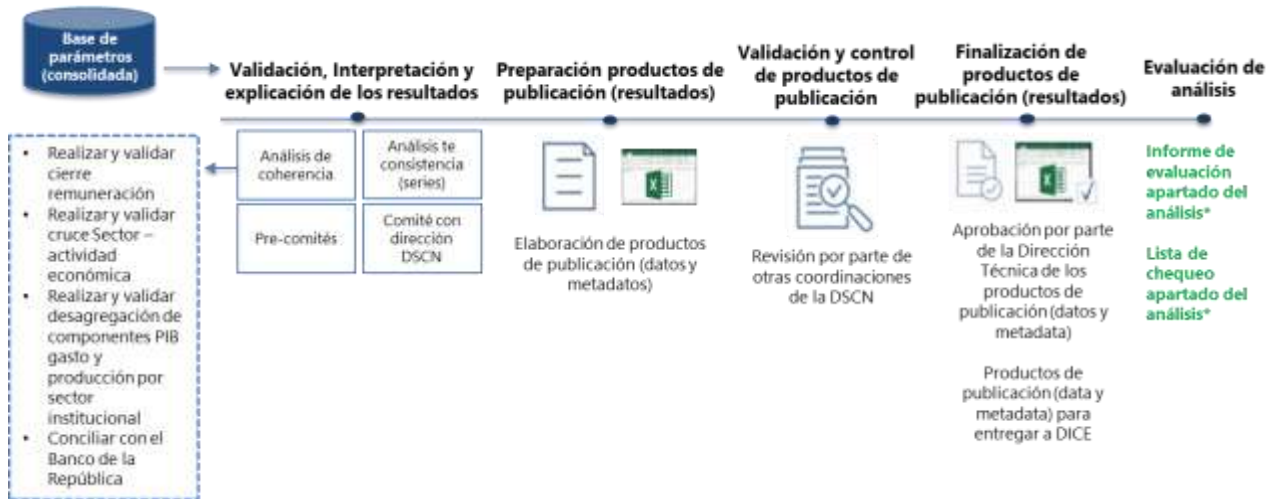 Base de
parámetros
(consolidada)
Validación, Interpretación y
explicación de los resultados
Preparación productos de
publicación (resultados)
Validación y control
de productos de
publicación
Finalización de
productos de
publicación (resultados)
Evaluación de
análisis
• Realizar y validar
cierre
remuneración
• Realizar y validar
cruce Sector –
actividad
económica
• Realizar y validar
desagregación de
componentes PIB
gasto y
producción por
sector
institucional
• Conciliar con el
Banco de la
República
Análisis de
coherencia
Análisis te
consistencia
(series)
Pre-comités
Comité con
dirección
DSCN
Elaboración de productos
de publicación (datos y
metadatos)
Revisión por parte de
otras coordinaciones
de la DSCN
Aprobación por parte
de la Dirección
Técnica de los
productos de
publicación (datos y
metadata)
Productos de
publicación (data y
metadata) para
entregar a DICE
Informe de
evaluación
apartado del
análisis*
Lista de
chequeo
apartado del
análisis*